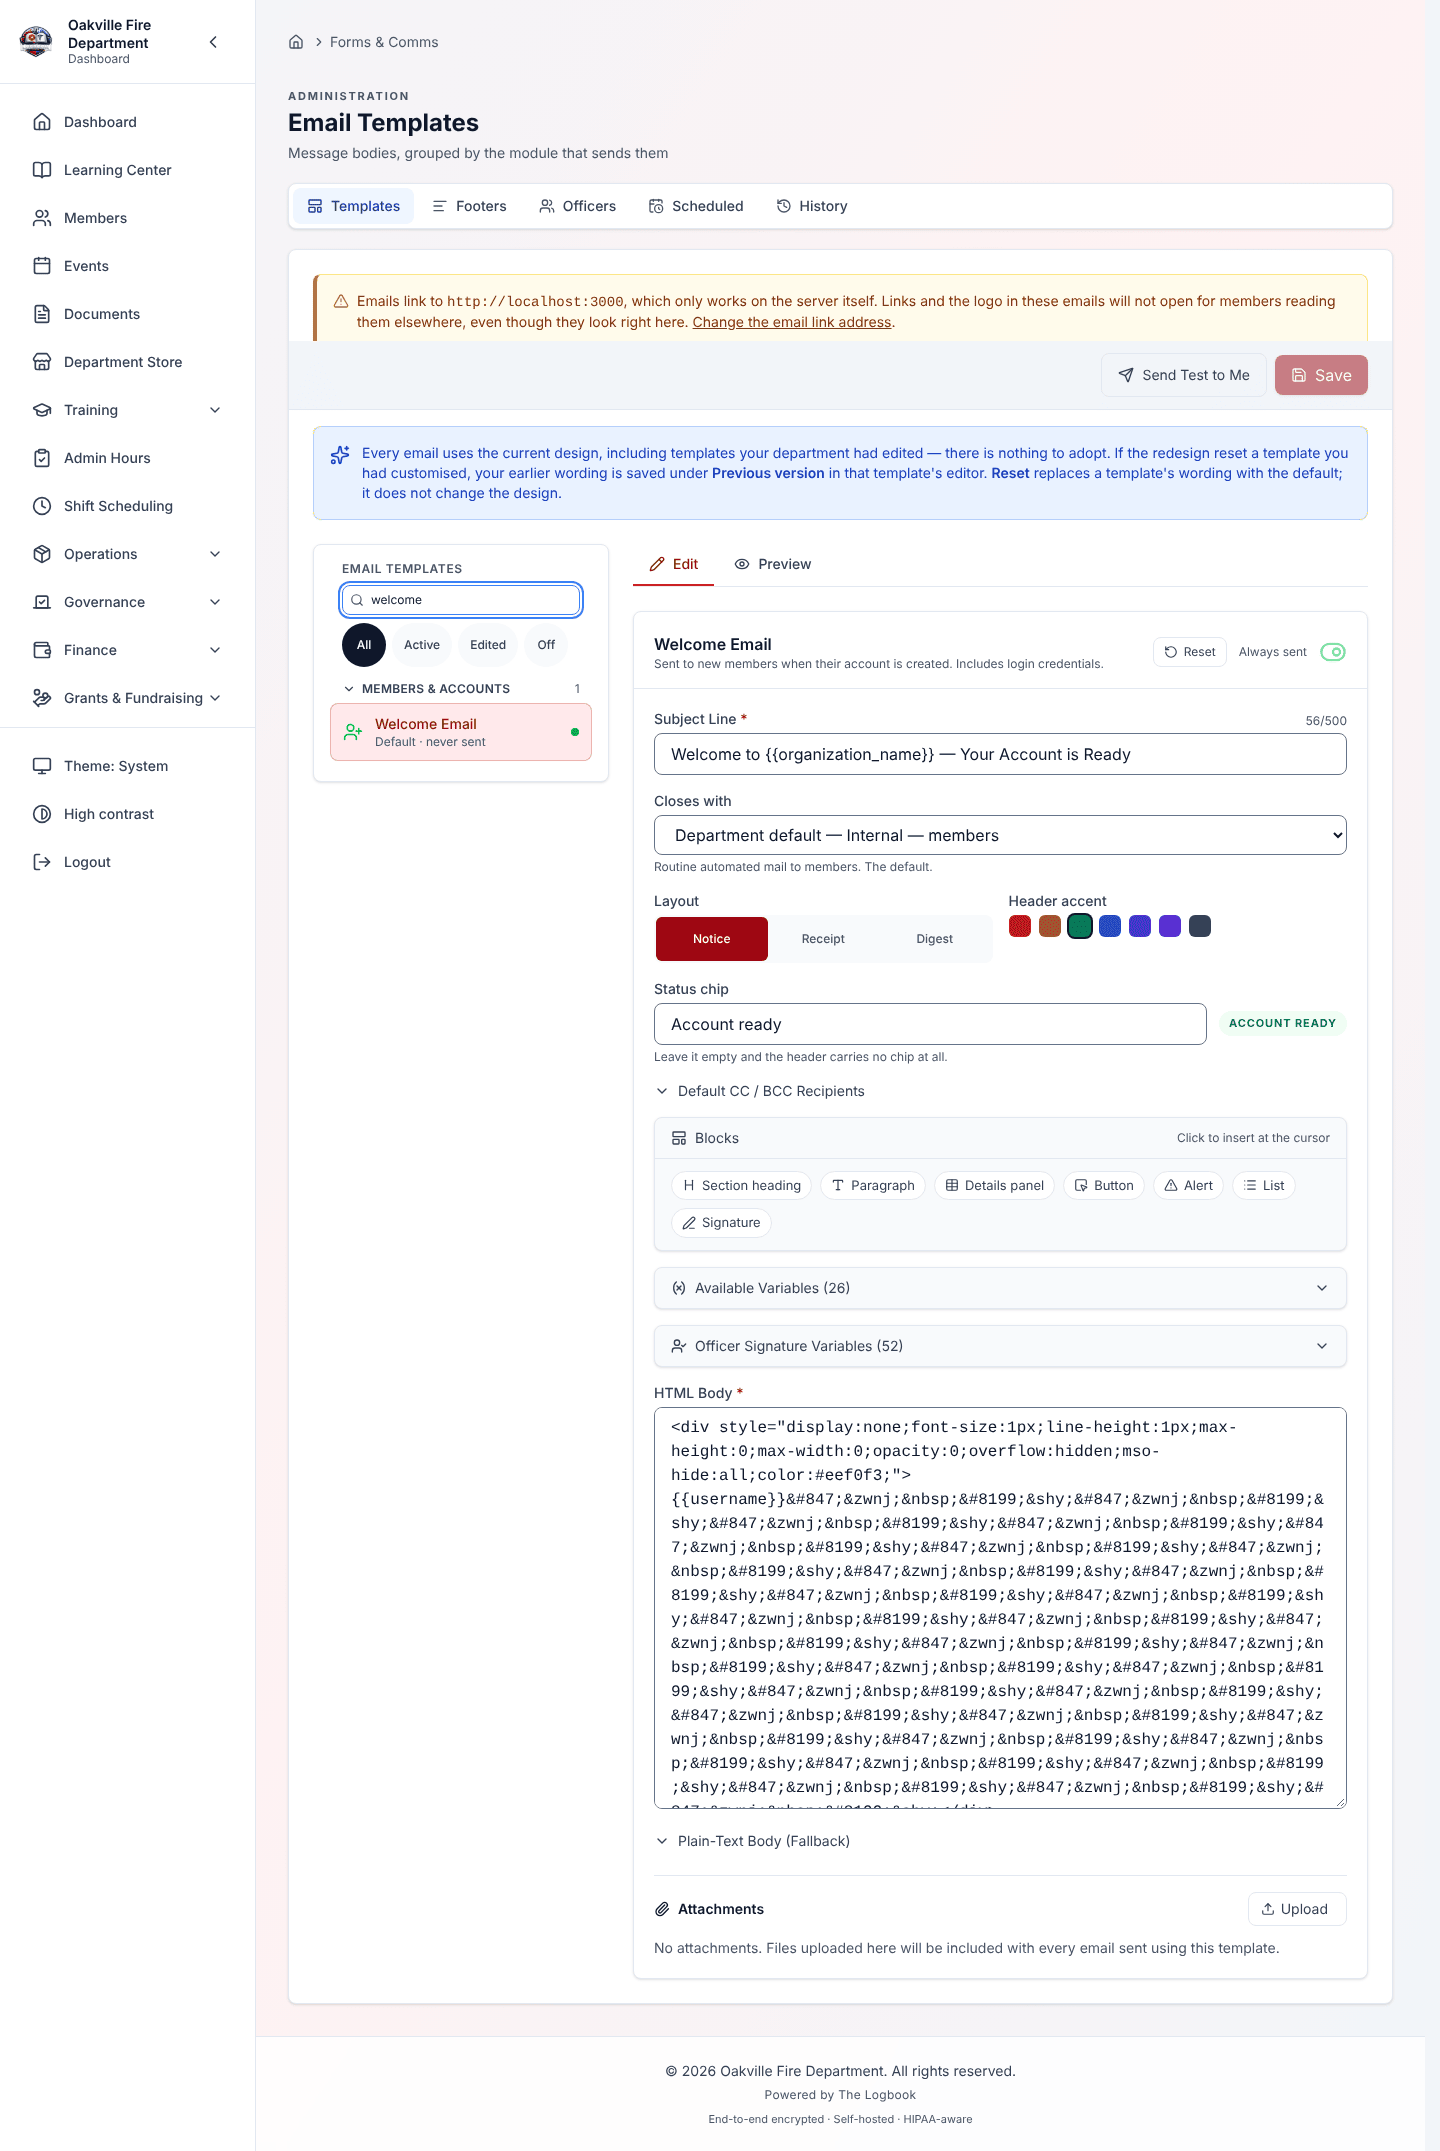 Oakville Fire
Department
Dashboard
Dashboard
Learning Center
Members
Events
Documents
Department Store
Training
Admin Hours
Shift Scheduling
Operations
Governance
Finance
Grants & Fundraising
Theme: System
High contrast
Logout
Forms & Comms
ADMINISTRATION
Email Templates
Message bodies, grouped by the module that sends them
Templates
Footers
Officers
Scheduled
History
Emails link to http://localhost:3000, which only works on the server itself. Links and the logo in these emails will not open for members reading
them elsewhere, even though they look right here. Change the email link address.
Send Test to Me
Save
Every email uses the current design, including templates your department had edited — there is nothing to adopt. If the redesign reset a template you
had customised, your earlier wording is saved under Previous version in that template's editor. Reset replaces a template's wording with the default;
it does not change the design.
EMAIL TEMPLATES
welcome
All
Active
Edited
Off
MEMBERS & ACCOUNTS
1
Welcome Email
Default · never sent
Edit
Preview
Welcome Email
Sent to new members when their account is created. Includes login credentials.
Reset
Always sent
Subject Line *
56/500
Welcome to {{organization_name}} — Your Account is Ready
Closes with
Department default — Internal — members
Routine automated mail to members. The default.
Layout
Header accent
Notice
Receipt
Digest
Status chip
Account ready
ACCOUNT READY
Leave it empty and the header carries no chip at all.
Default CC / BCC Recipients
Blocks
Click to insert at the cursor
Section heading
Paragraph
Details panel
Button
Alert
List
Signature
Available Variables (26)
Officer Signature Variables (52)
HTML Body *
<div style="display:none;font-size:1px;line-height:1px;max-
height:0;max-width:0;opacity:0;overflow:hidden;mso-
hide:all;color:#eef0f3;">
{{username}}&#847;&zwnj;&nbsp;&#8199;&shy;&#847;&zwnj;&nbsp;&#8199;&
shy;&#847;&zwnj;&nbsp;&#8199;&shy;&#847;&zwnj;&nbsp;&#8199;&shy;&#84
7;&zwnj;&nbsp;&#8199;&shy;&#847;&zwnj;&nbsp;&#8199;&shy;&#847;&zwnj;
&nbsp;&#8199;&shy;&#847;&zwnj;&nbsp;&#8199;&shy;&#847;&zwnj;&nbsp;&#
8199;&shy;&#847;&zwnj;&nbsp;&#8199;&shy;&#847;&zwnj;&nbsp;&#8199;&sh
y;&#847;&zwnj;&nbsp;&#8199;&shy;&#847;&zwnj;&nbsp;&#8199;&shy;&#847;
&zwnj;&nbsp;&#8199;&shy;&#847;&zwnj;&nbsp;&#8199;&shy;&#847;&zwnj;&n
bsp;&#8199;&shy;&#847;&zwnj;&nbsp;&#8199;&shy;&#847;&zwnj;&nbsp;&#81
99;&shy;&#847;&zwnj;&nbsp;&#8199;&shy;&#847;&zwnj;&nbsp;&#8199;&shy;
&#847;&zwnj;&nbsp;&#8199;&shy;&#847;&zwnj;&nbsp;&#8199;&shy;&#847;&z
wnj;&nbsp;&#8199;&shy;&#847;&zwnj;&nbsp;&#8199;&shy;&#847;&zwnj;&nbs
p;&#8199;&shy;&#847;&zwnj;&nbsp;&#8199;&shy;&#847;&zwnj;&nbsp;&#8199
;&shy;&#847;&zwnj;&nbsp;&#8199;&shy;&#847;&zwnj;&nbsp;&#8199;&shy;&#
847;&zwnj;&nbsp;&#8199;&shy;</div>
Plain-Text Body (Fallback)
Attachments
Upload
No attachments. Files uploaded here will be included with every email sent using this template.
© 2026 Oakville Fire Department. All rights reserved.
Powered by The Logbook
End-to-end encrypted · Self-hosted · HIPAA-aware